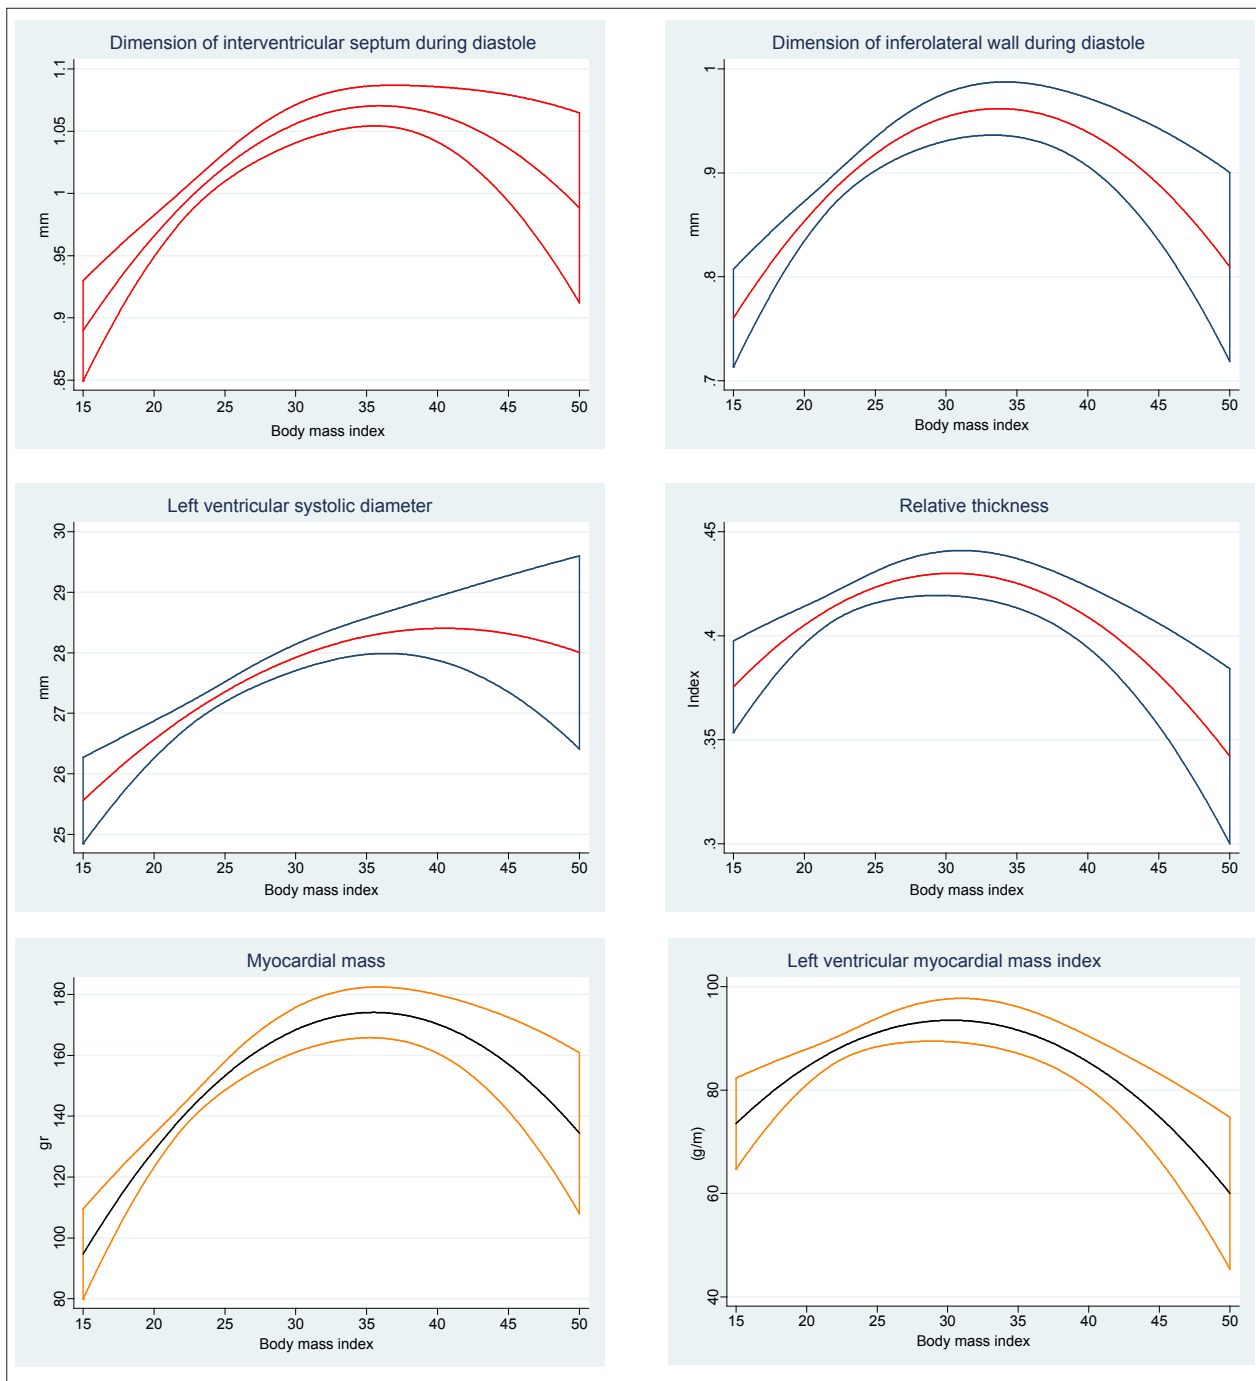 Dimension of interventricular septum during diastole
1.1
1.05
1
.95
.9
.85
mm
15 20 25 30 35 40 45 50
Body mass index
Dimension of inferolateral wall during diastole
1
.9
.8
.7
mm
15 20 25 30 35 40 45 50
Body mass index
Left ventricular systolic diameter
30
29
28
27
26
25
mm
15 20 25 30 35 40 45 50
Body mass index
Relative thickness
.45
.4
.35
.3
Index
15 20 25 30 35 40 45 50
Body mass index
Myocardial mass
180
160
140
120
100
80
gr
15 20 25 30 35 40 45 50
Body mass index
Left ventricular myocardial mass index
100
80
60
40
(g/m)
15 20 25 30 35 40 45 50
Body mass index